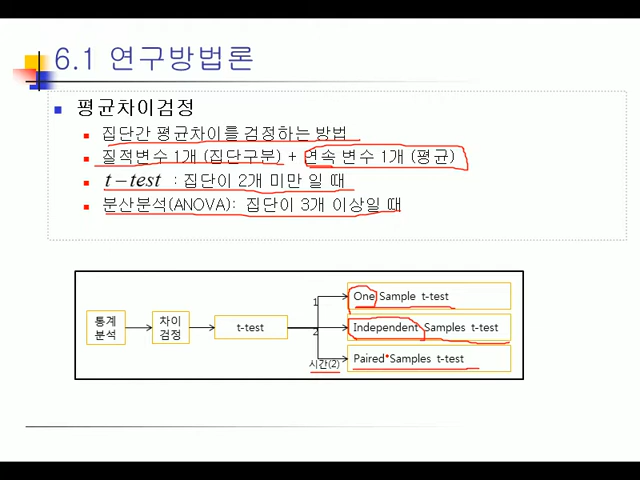 6.1 연구방법론
평균차이검정
집단간 평균차이를 검정하는 방법
질적변수 1개 (집단구분) + 연속 변수 1개 (평균)
t-test : 집단이 2개 미만 일 때
분산분석(ANOVA): 집단이 3개 이상일 때
통계
분석
차이
검정
t-test
1
One Sample t-test
2
Independent Samples t-test
시간(2)
Paired Samples t-test